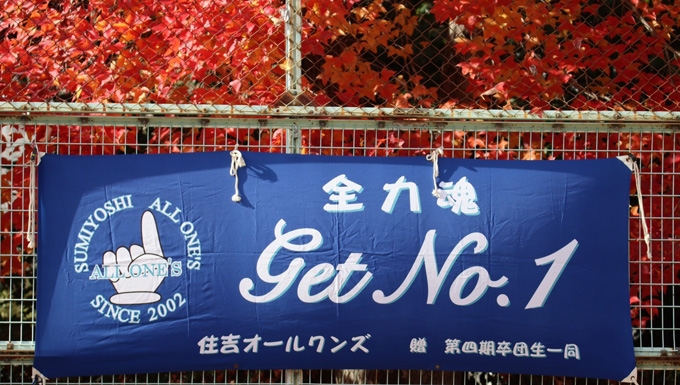 SUMIYOSHI ALL ONE'S
ALL ONE'S
SINCE 2002
全力魂
Get No.1
住吉オールワンズ 贈 第四期卒団生一同